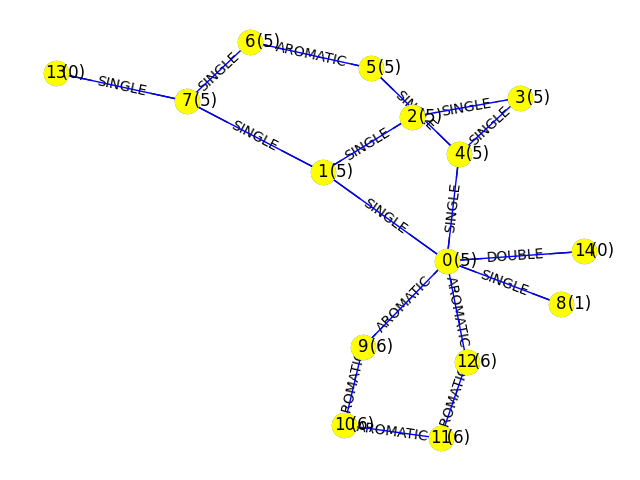 6(5)
AROMATIC
5(5)
13(0)
SINGLE
SINGLE
7(5)
3(5)
SINGLE
2(5)
SINGLE
SINGLE
SINGLE
4(5)
1(5)
SINGLE
SINGLE
0(5)
DOUBLE
14(0)
SINGLE
8(1)
AROMATIC
AROMATIC
9(6)
12(6)
AROMATIC
AROMATIC
10(6)
AROMATIC
11(6)